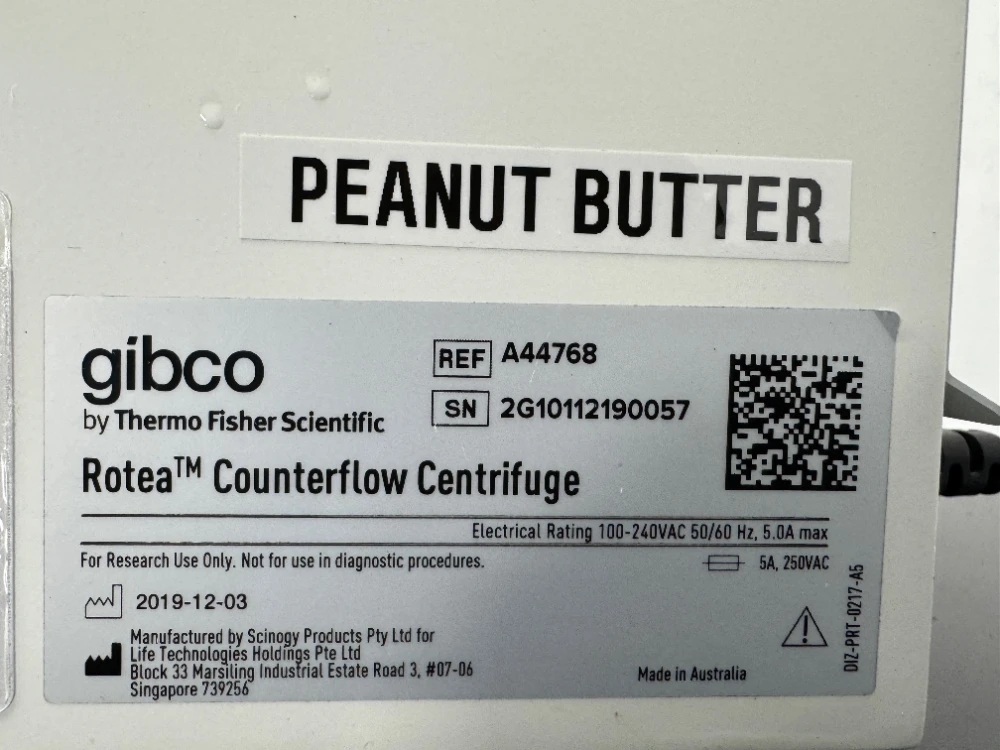 PEANUT BUTTER
gibco
by Thermo Fisher Scientific
REF A44768
SN 2G10112190057
Rotea™ Counterflow Centrifuge
Electrical Rating 100-240VAC 50/60 Hz, 5.0A max
For Research Use Only. Not for use in diagnostic procedures.
5A, 250VAC
2019-12-03
Manufactured by Scinogy Products Pty Ltd for
Life Technologies Holdings Pte Ltd
Block 33 Marsiling Industrial Estate Road 3, #07-06
Singapore 739256
Made in Australia
DIZ-PRT-0217-A5